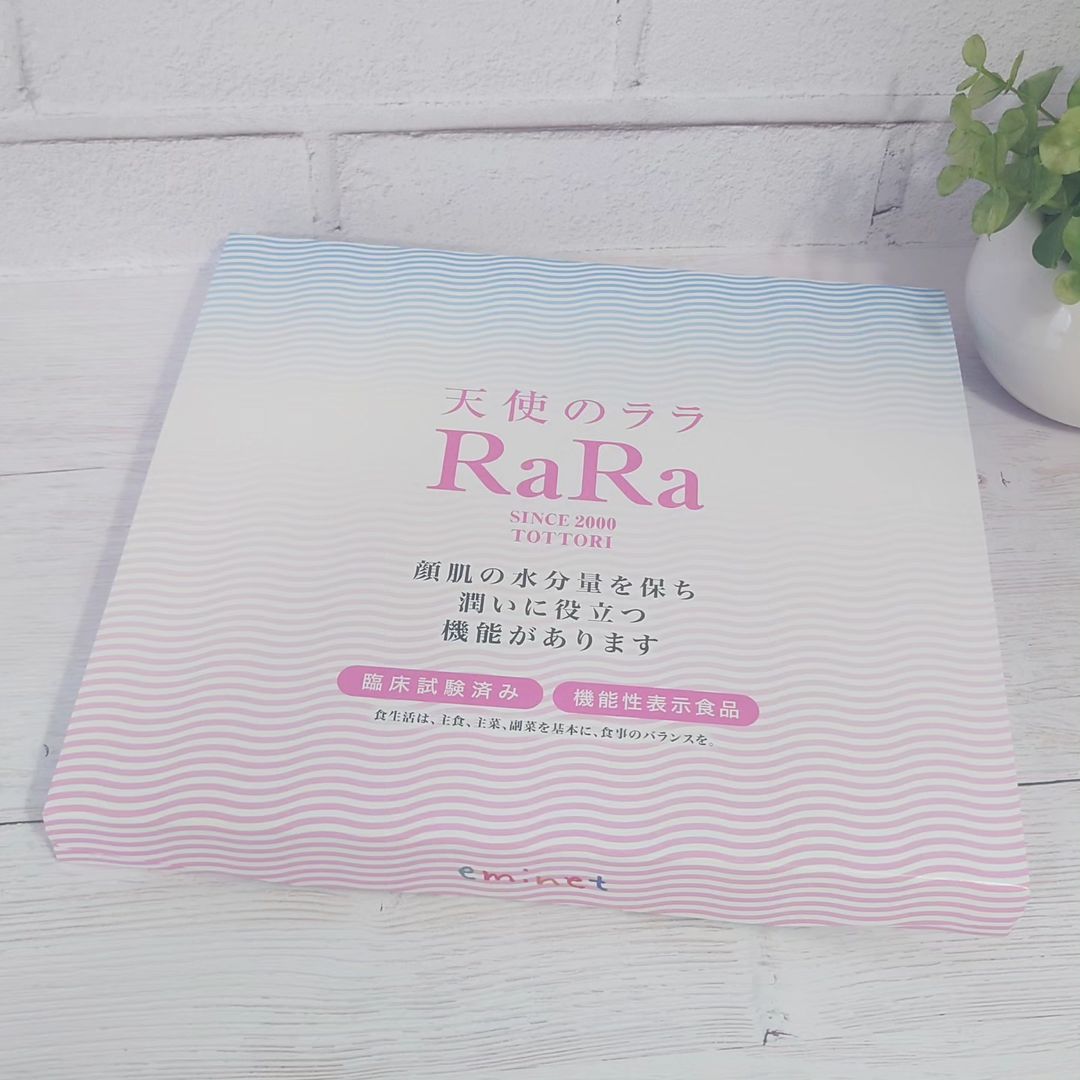 天使のララ
RaRa
SINCE 2000
TOTTORI
顔肌の水分量を保ち
潤いに役立つ
機能があります
臨床試験済み 機能性表示食品
食生活は、主食、主菜、副菜を基本に、食事のバランスを。
eminet